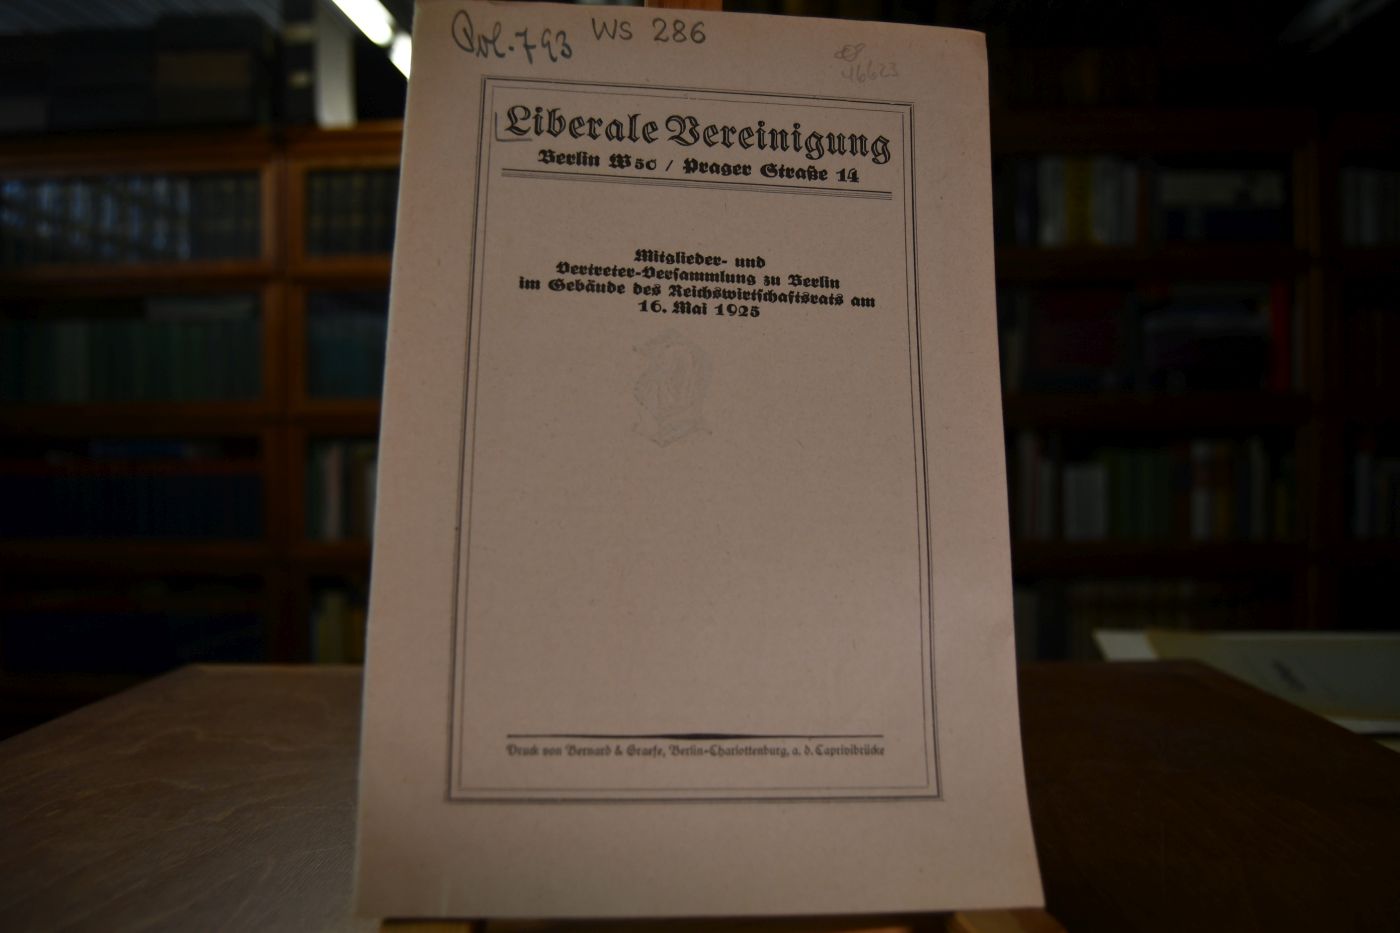 Pol. 793 WS 286
46623
Liberale Vereinigung
Berlin W 50 / Prager Straße 14
Mitglieder- und
Vertreter-Versammlung zu Berlin
im Gebäude des Reichswirtschaftsrats am
16. Mai 1925
Druck von Bernard & Graefe, Berlin-Charlottenburg, a. d. Caprivibrücke